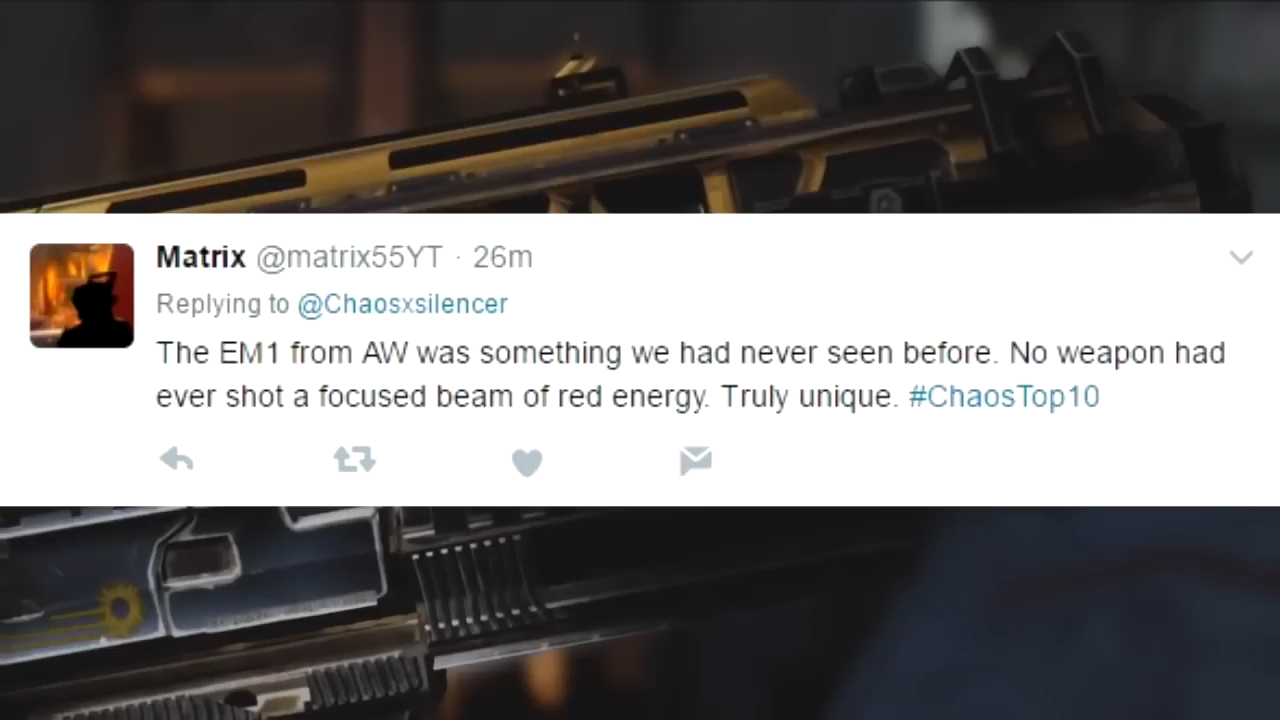 Matrix @matrix55YT · 26m
Replying to @Chaosxsilencer
The EM1 from AW was something we had never seen before. No weapon had
ever shot a focused beam of red energy. Truly unique. #ChaosTop10